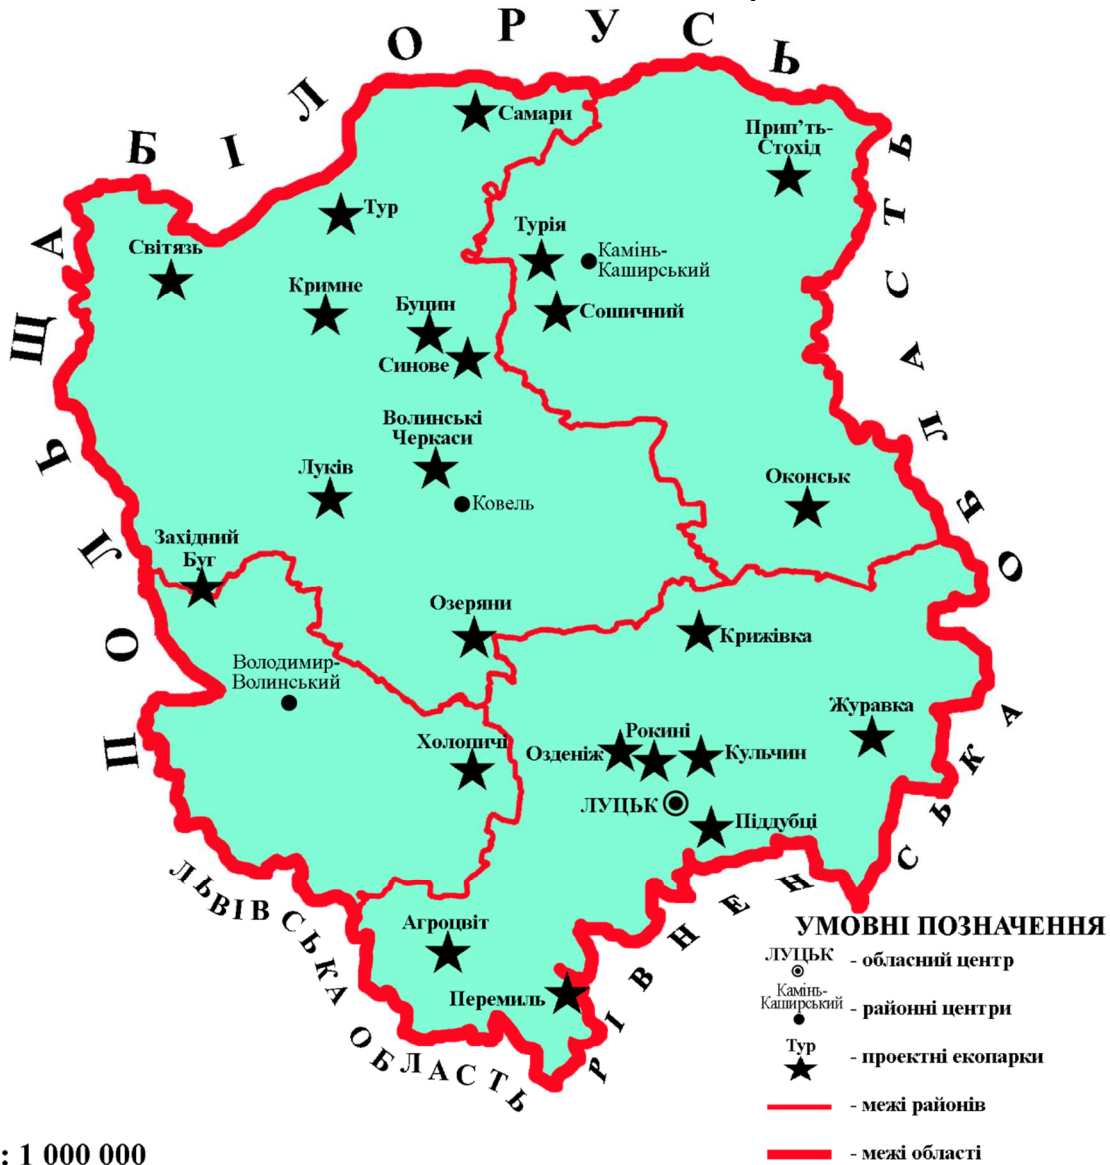 БІЛОРУСЬ
ПОЛЬЩА
РІВНЕНСЬКА ОБЛАСТЬ
ЛЬВІВСЬКА ОБЛАСТЬ
Самари
Прип’ть-
Стохід
Тур
Турія
Світязь
Камінь-
Каширський
Кримне
Буцин
Сошичний
Синове
Волинські
Черкаси
Луків
Оконськ
Ковель
Західний
Буг
Озеряни
Крижівка
Володимир-
Волинський
Журавка
Рокині
Холопичі
Озденіж
Кульчин
ЛУЦЬК
Піддубці
Агроцвіт
Перемиль
УМОВНІ ПОЗНАЧЕННЯ
ЛУЦЬК - обласний центр
Камінь-
Каширський - районні центри
Тур - проектні екопарки
- межі районів
- межі області
: 1 000 000